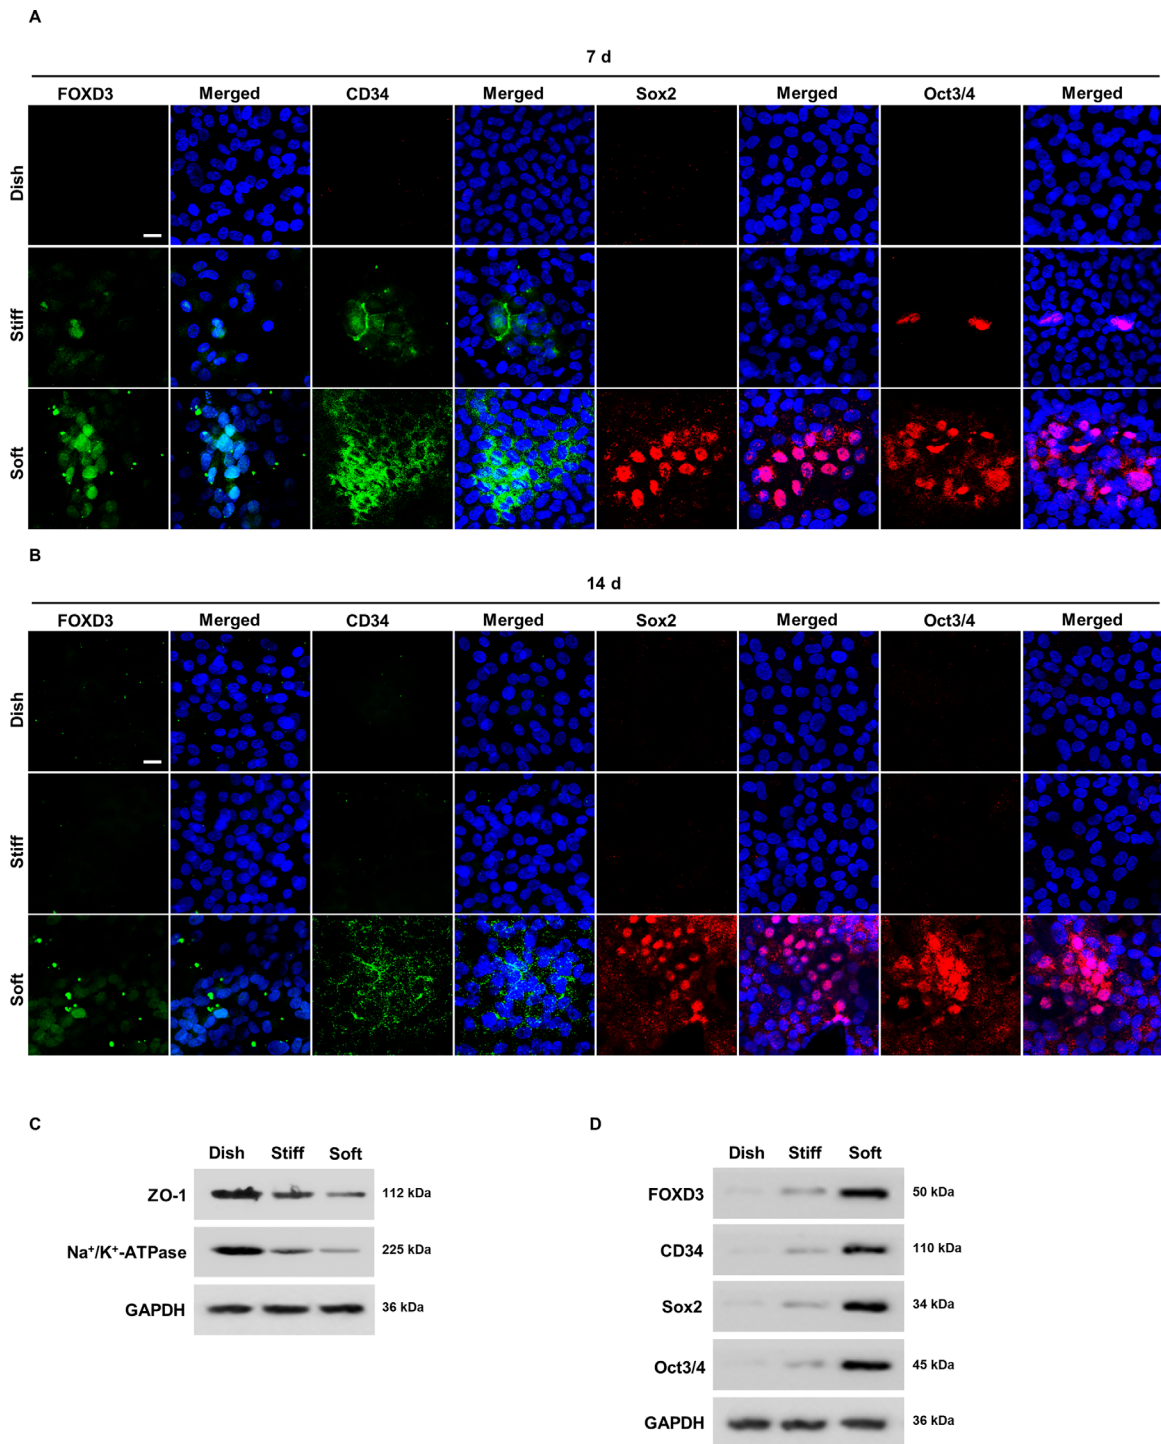 A
7 d
FOXD3 Merged CD34 Merged Sox2 Merged Oct3/4 Merged
Dish
Stiff
Soft
B
14 d
FOXD3 Merged CD34 Merged Sox2 Merged Oct3/4 Merged
Dish
Stiff
Soft
C
Dish Stiff Soft
ZO-1 112 kDa
Na⁺/K⁺-ATPase 225 kDa
GAPDH 36 kDa
D
Dish Stiff Soft
FOXD3 50 kDa
CD34 110 kDa
Sox2 34 kDa
Oct3/4 45 kDa
GAPDH 36 kDa